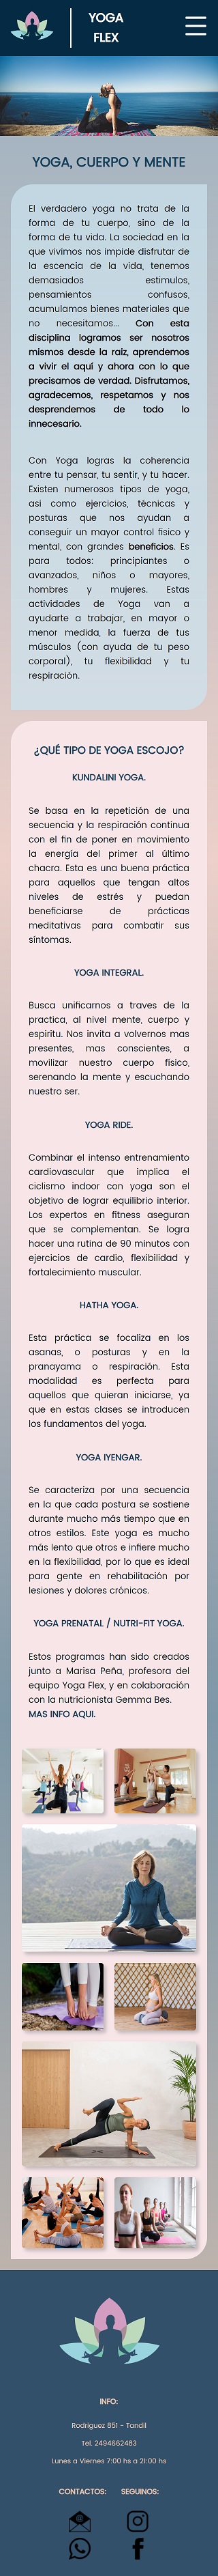 YOGA
FLEX
YOGA, CUERPO Y MENTE
El verdadero yoga no trata de la
forma de tu cuerpo, sino de la
forma de tu vida. La sociedad en la
que vivimos nos impide disfrutar de
la escencia de la vida, tenemos
demasiados estimulos,
pensamientos confusos,
acumulamos bienes materiales que
no necesitamos... Con esta
disciplina logramos ser nosotros
mismos desde la raíz, aprendemos
a vivir el aquí y ahora con lo que
precisamos de verdad. Disfrutamos,
agradecemos, respetamos y nos
desprendemos de todo lo
innecesario.
Con Yoga logras la coherencia
entre tu pensar, tu sentir, y tu hacer.
Existen numerosos tipos de yoga,
asi como ejercicios, técnicas y
posturas que nos ayudan a
conseguir un mayor control fisico y
mental, con grandes beneficios. Es
para todos: principiantes o
avanzados, niños o mayores,
hombres y mujeres. Estas
actividades de Yoga van a
ayudarte a trabajar, en mayor o
menor medida, la fuerza de tus
músculos (con ayuda de tu peso
corporal), tu flexibilidad y tu
respiración.
¿QUÉ TIPO DE YOGA ESCOJO?
KUNDALINI YOGA.
Se basa en la repetición de una
secuencia y la respiración continua
con el fin de poner en movimiento
la energía del primer al último
chacra. Esta es una buena práctica
para aquellos que tengan altos
niveles de estrés y puedan
beneficiarse de prácticas
meditativas para combatir sus
síntomas.
YOGA INTEGRAL.
Busca unificarnos a traves de la
practica, al nivel mente, cuerpo y
espiritu. Nos invita a volvernos mas
presentes, mas conscientes, a
movilizar nuestro cuerpo físico,
serenando la mente y escuchando
nuestro ser.
YOGA RIDE.
Combinar el intenso entrenamiento
cardiovascular que implica el
ciclismo indoor con yoga son el
objetivo de lograr equilibrio interior.
Los expertos en fitness aseguran
que se complementan. Se logra
hacer una rutina de 90 minutos con
ejercicios de cardio, flexibilidad y
fortalecimiento muscular.
HATHA YOGA.
Esta práctica se focaliza en los
asanas, o posturas y en la
pranayama o respiración. Esta
modalidad es perfecta para
aquellos que quieran iniciarse, ya
que en estas clases se introducen
los fundamentos del yoga.
YOGA IYENGAR.
Se caracteriza por una secuencia
en la que cada postura se sostiene
durante mucho más tiempo que en
otros estilos. Este yoga es mucho
más lento que otros e infiere mucho
en la flexibilidad, por lo que es ideal
para gente en rehabilitación por
lesiones y dolores crónicos.
YOGA PRENATAL / NUTRI-FIT YOGA.
Estos programas han sido creados
junto a Marisa Peña, profesora del
equipo Yoga Flex, y en colaboración
con la nutricionista Gemma Bes.
MAS INFO AQUI.
INFO:
Rodriguez 851 - Tandil
Tel. 2494662483
Lunes a Viernes 7:00 hs a 21:00 hs
CONTACTOS: SEGUINOS: